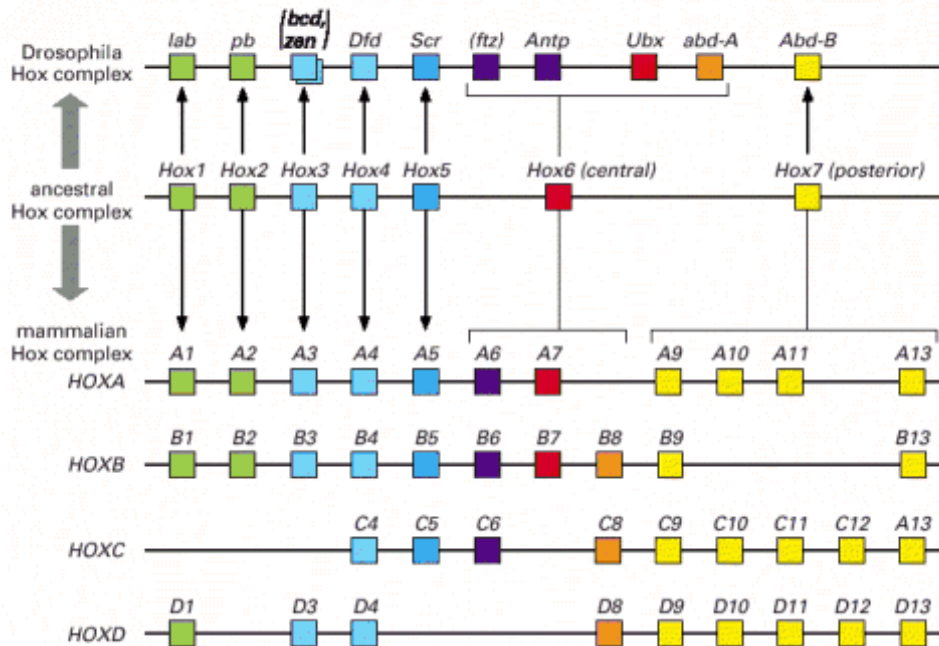 lab pb {bcd, zen} Dfd Scr (ftz) Antp Ubx abd-A Abd-B
Drosophila
Hox complex
Hox1 Hox2 Hox3 Hox4 Hox5 Hox6 (central) Hox7 (posterior)
ancestral
Hox complex
mammalian
Hox complex
A1 A2 A3 A4 A5 A6 A7 A9 A10 A11 A13
HOXA
B1 B2 B3 B4 B5 B6 B7 B8 B9 B13
HOXB
C4 C5 C6 C8 C9 C10 C11 C12 A13
HOXC
D1 D3 D4 D8 D9 D10 D11 D12 D13
HOXD